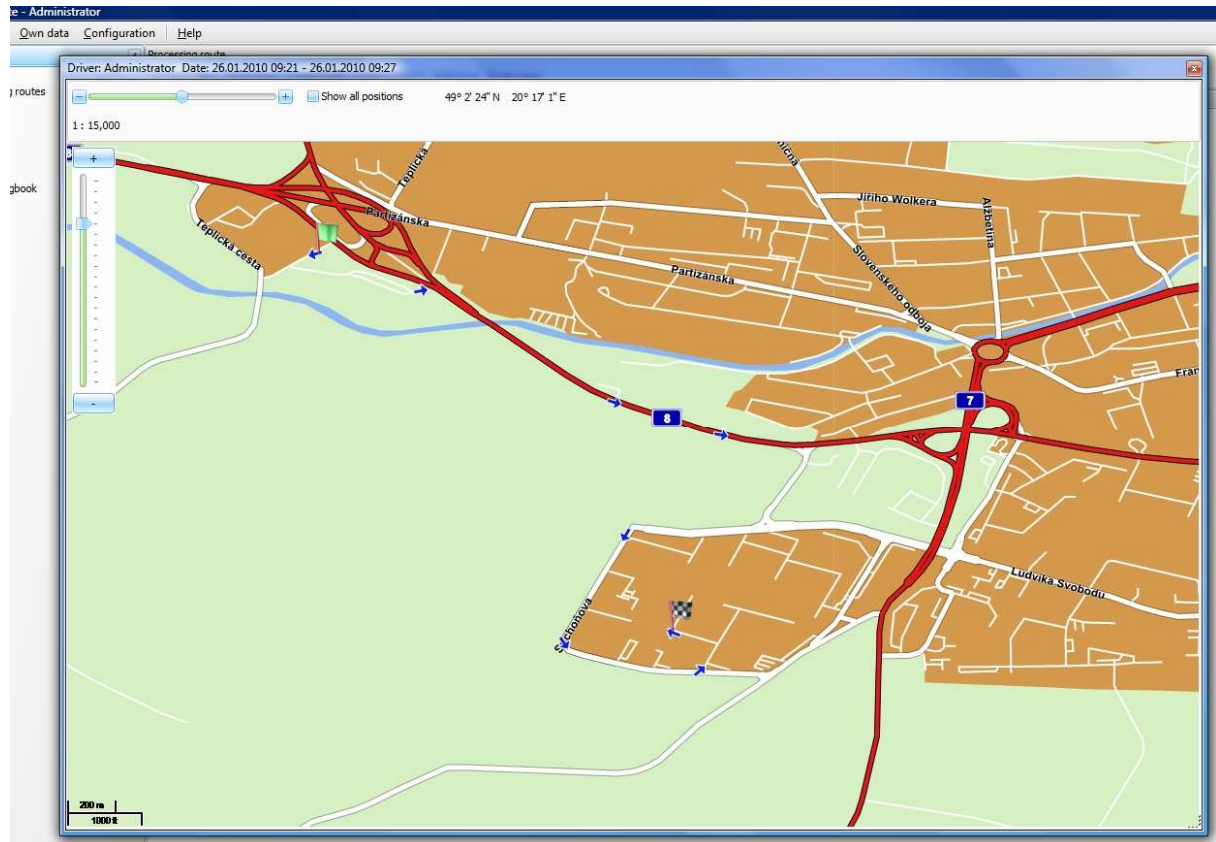 te - Administrator
Own data Configuration Help
Processing route
Driver: Administrator Date: 26.01.2010 09:21 - 26.01.2010 09:27
g routes
Show all positions 49° 2' 24" N 20° 17' 1" E
1 : 15,000
gbook
+
Teplická
Partizánska
Jiřího Wolkera
Alžbetina
Teplická cesta
Partizánska
Slovenského odboja
Fran
7
8
-
Ludvika Svobodu
200 m
1000 ft